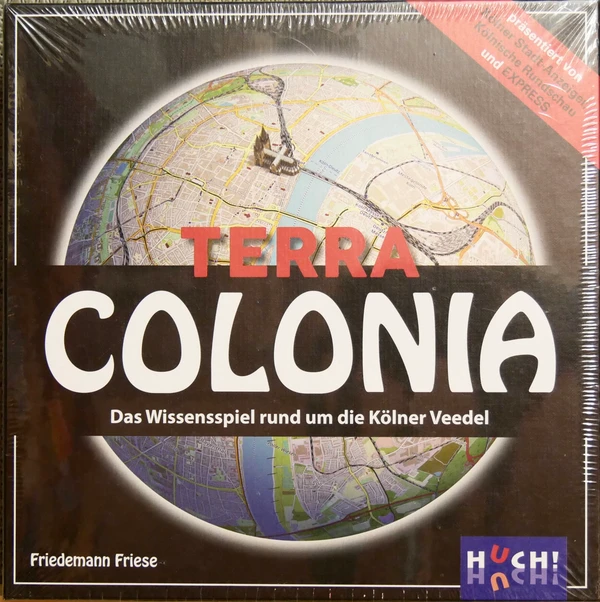 präsentiert von
Kölner Stadt-Anzeiger
Kölnische Rundschau
und EXPRESS
TERRA
COLONIA
Das Wissensspiel rund um die Kölner Veedel
Friedemann Friese
HUCH!